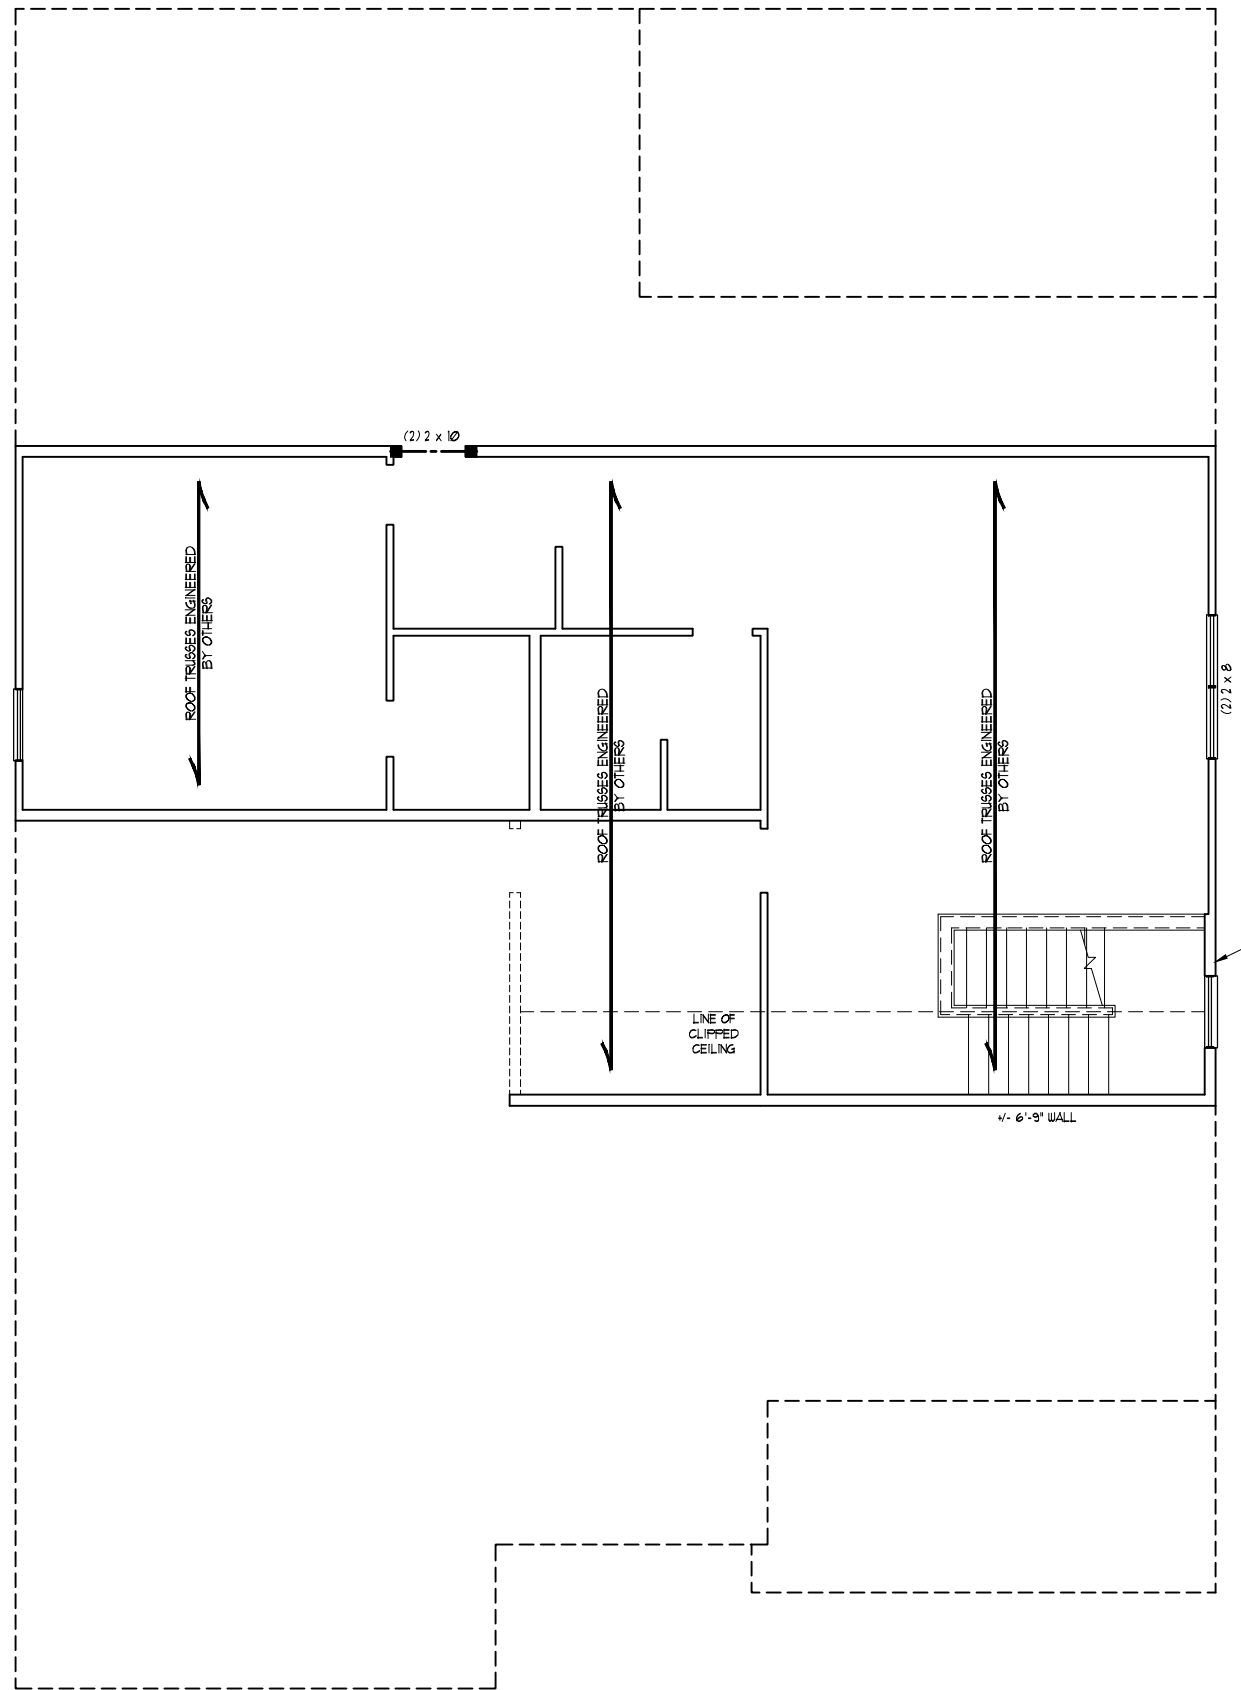 (2) 2 x 10
ROOF TRUSSES ENGINEERED
BY OTHERS
ROOF TRUSSES ENGINEERED
BY OTHERS
ROOF TRUSSES ENGINEERED
BY OTHERS
(2) 2 x 8
LINE OF
CLIPPED
CEILING
+/- 6'-9" WALL